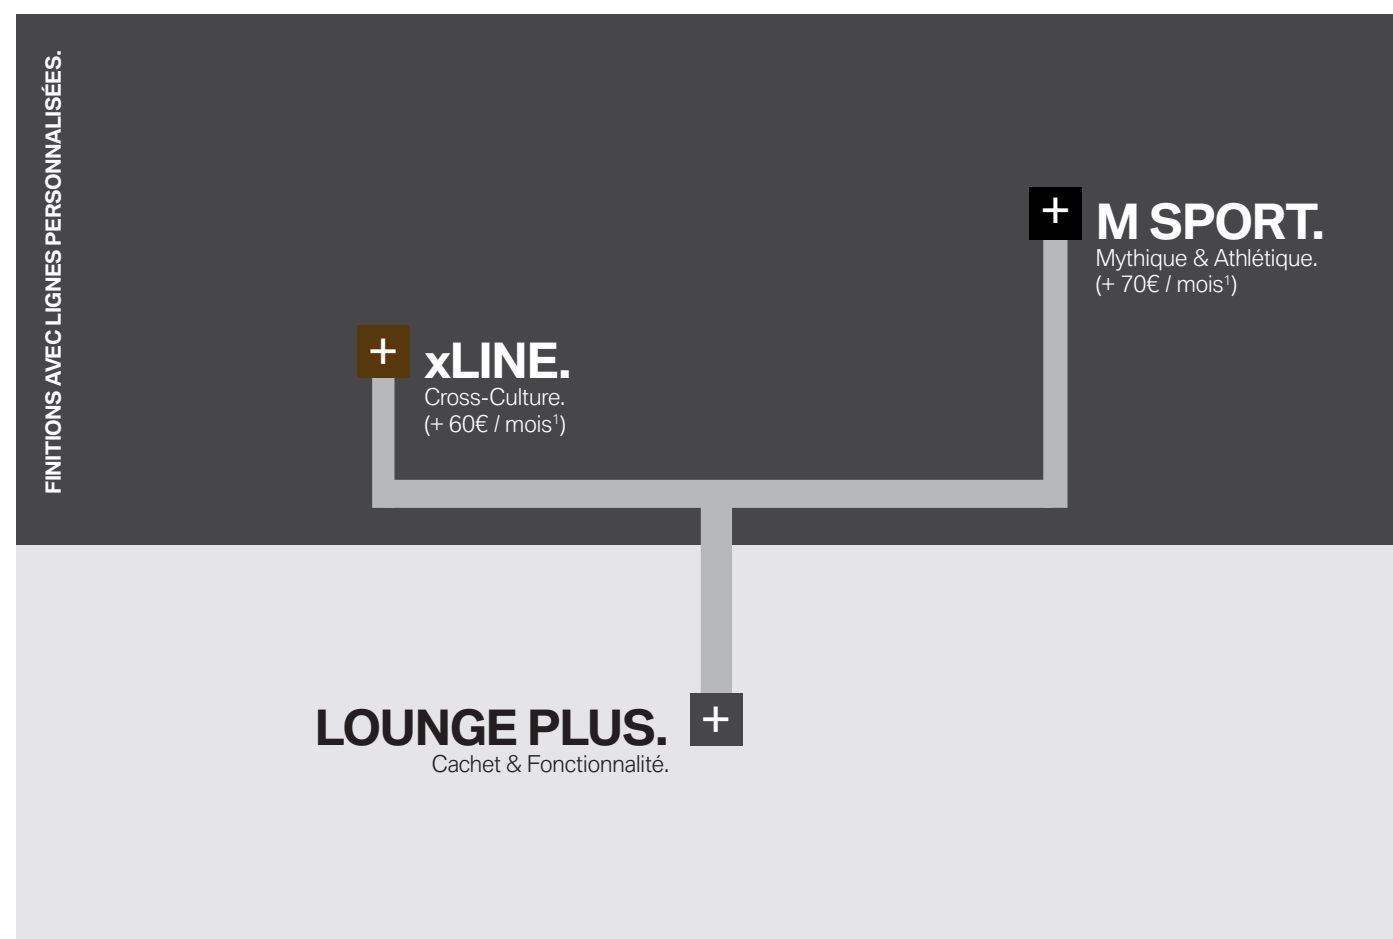 FINITIONS AVEC LIGNES PERSONNALISÉES.
+ M SPORT.
Mythique & Athlétique.
(+ 70€ / mois¹)
+ xLINE.
Cross-Culture.
(+ 60€ / mois¹)
LOUNGE PLUS. +
Cachet & Fonctionnalité.